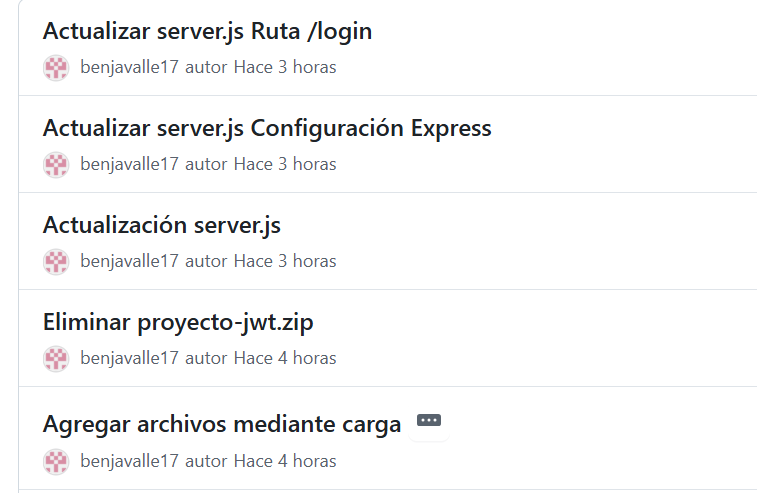 Actualizar server.js Ruta /login
benjavalle17 autor Hace 3 horas
Actualizar server.js Configuración Express
benjavalle17 autor Hace 3 horas
Actualización server.js
benjavalle17 autor Hace 3 horas
Eliminar proyecto-jwt.zip
benjavalle17 autor Hace 4 horas
Agregar archivos mediante carga
benjavalle17 autor Hace 4 horas